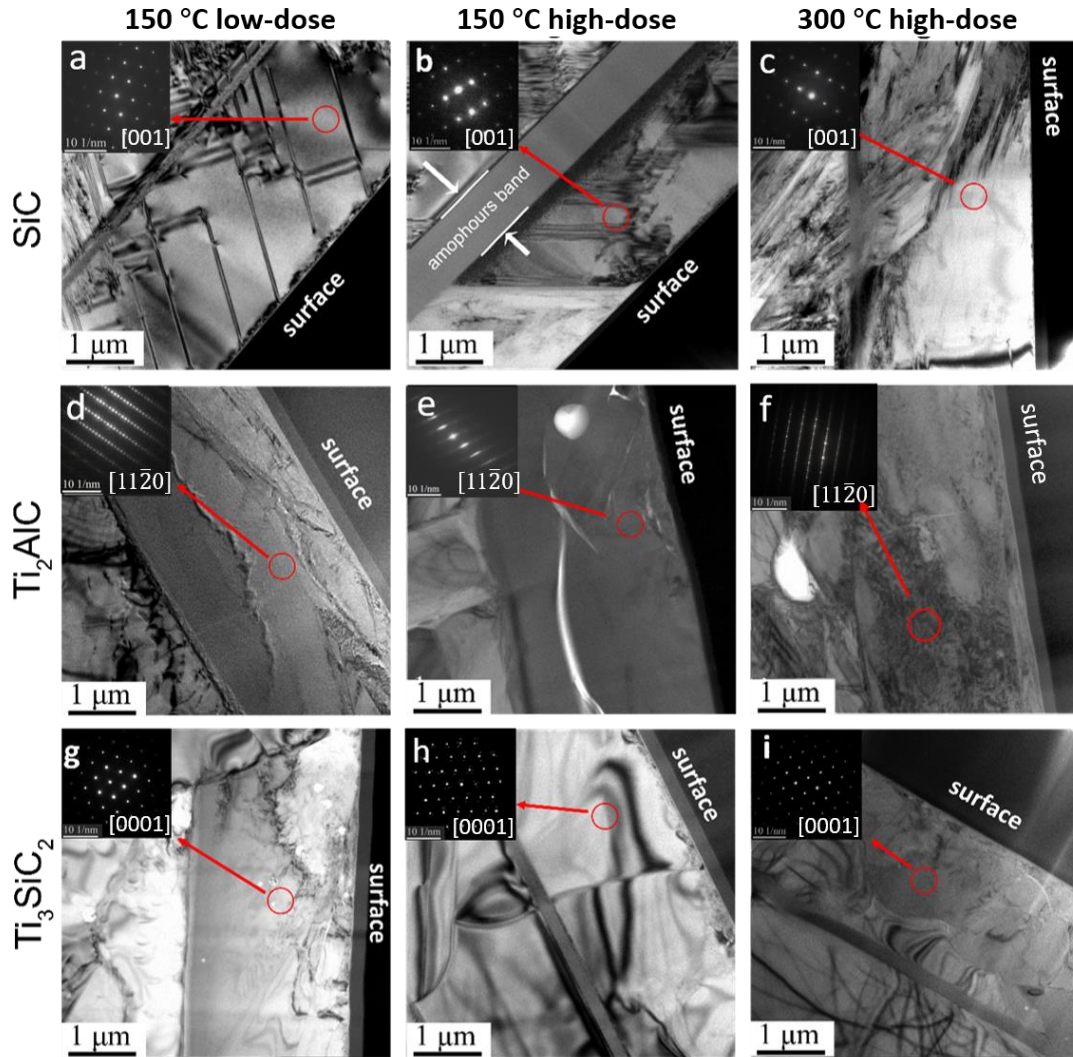 150 °C low-dose
150 °C high-dose
300 °C high-dose
SiC
a
10 1/nm
[001]
surface
1 μm
b
10 1/nm
[001]
amophours band
surface
1 μm
c
10 1/nm
[001]
surface
1 μm
Ti₂AlC
d
10 1/nm
[112̄0]
surface
1 μm
e
10 1/nm
[112̄0]
surface
1 μm
f
10 1/nm
[112̄0]
surface
1 μm
Ti₃SiC₂
g
10 1/nm
[0001]
surface
1 μm
h
10 1/nm
[0001]
surface
1 μm
i
10 1/nm
[0001]
surface
1 μm